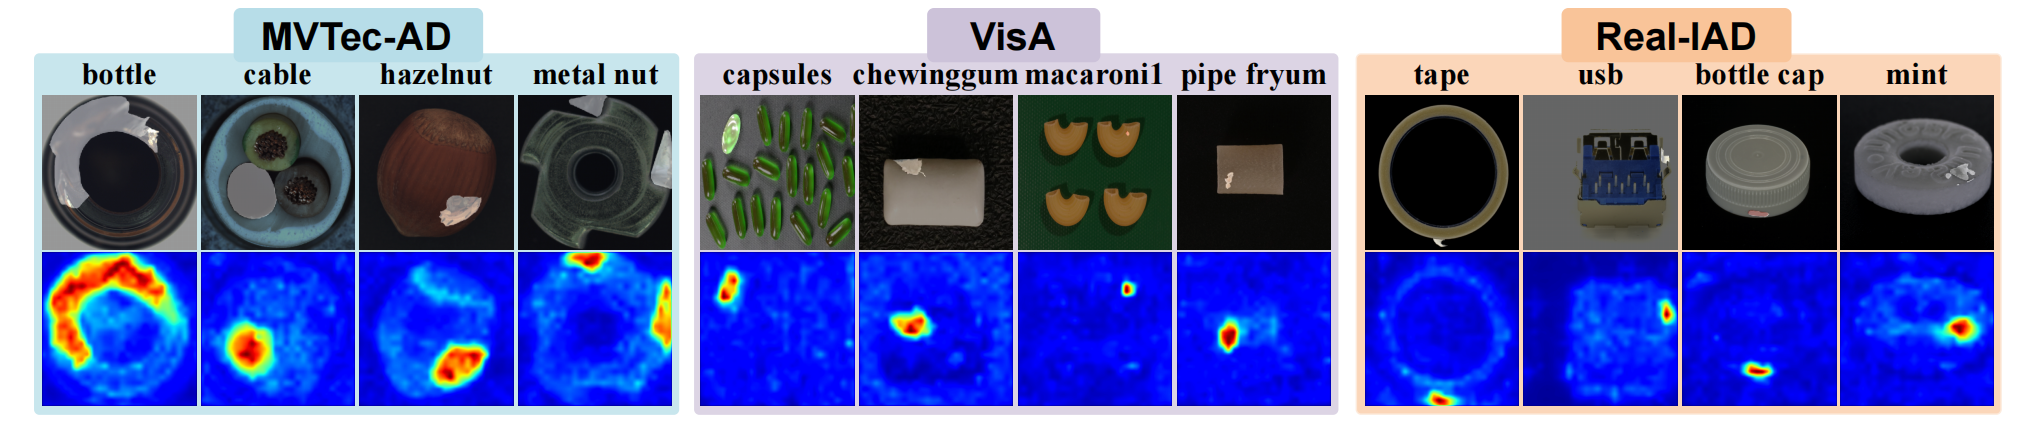 MVTec-AD
bottle cable hazelnut metal nut
VisA
capsules chewinggum macaroni1 pipe fryum
Real-IAD
tape usb bottle cap mint